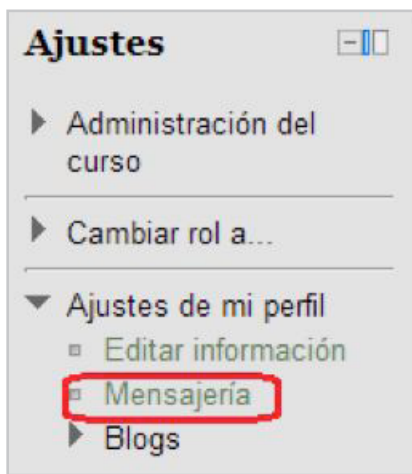 Ajustes
Administración del
curso
Cambiar rol a...
Ajustes de mi perfil
Editar información
Mensajería
Blogs